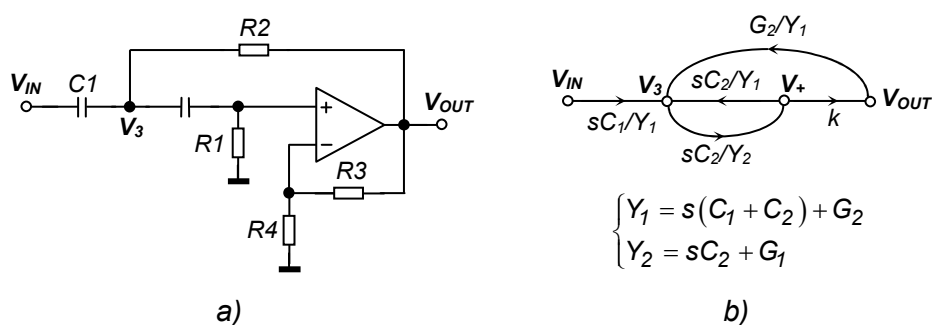 R2
V_IN
C1
V_3
R1
+
−
V_OUT
R3
R4
a)
G_2/Y_1
V_IN
V_3
sC_2/Y_1
V_+
V_OUT
sC_1/Y_1
k
sC_2/Y_2
{Y_1 = s(C_1 + C_2) + G_2
Y_2 = sC_2 + G_1
b)